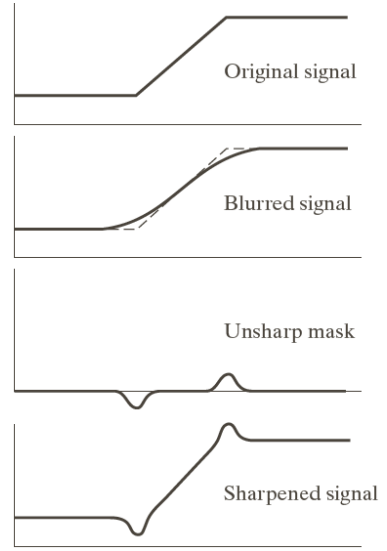 Original signal
Blurred signal
Unsharp mask
Sharpened signal